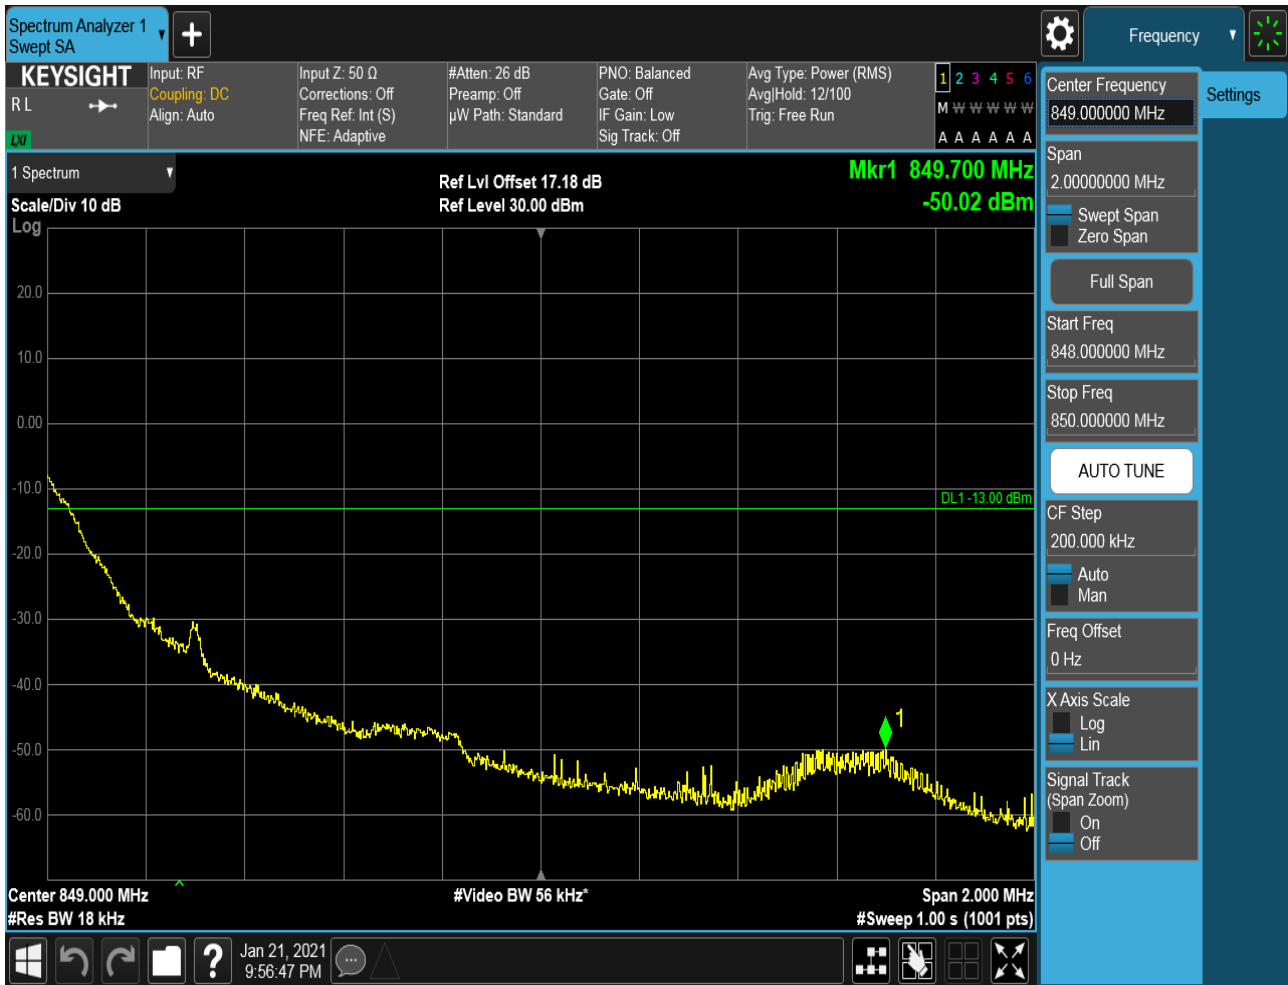 Spectrum Analyzer 1
Swept SA
+
Frequency
KEYSIGHT
R L
LXI
Input: RF
Coupling: DC
Align: Auto
Input Z: 50 Ω
Corrections: Off
Freq Ref: Int (S)
NFE: Adaptive
#Atten: 26 dB
Preamp: Off
µW Path: Standard
PNO: Balanced
Gate: Off
IF Gain: Low
Sig Track: Off
Avg Type: Power (RMS)
Avg|Hold: 12/100
Trig: Free Run
1 2 3 4 5 6
M W W W W W
A A A A A A
1 Spectrum
Scale/Div 10 dB
Log
Ref Lvl Offset 17.18 dB
Ref Level 30.00 dBm
Mkr1 849.700 MHz
-50.02 dBm
20.0
10.0
0.00
-10.0
-20.0
-30.0
-40.0
-50.0
-60.0
DL1 -13.00 dBm
1
Center 849.000 MHz
#Res BW 18 kHz
#Video BW 56 kHz*
Span 2.000 MHz
#Sweep 1.00 s (1001 pts)
?
Jan 21, 2021
9:56:47 PM
Center Frequency
849.000000 MHz
Span
2.00000000 MHz
Swept Span
Zero Span
Full Span
Start Freq
848.000000 MHz
Stop Freq
850.000000 MHz
AUTO TUNE
CF Step
200.000 kHz
Auto
Man
Freq Offset
0 Hz
X Axis Scale
Log
Lin
Signal Track
(Span Zoom)
On
Off
Settings